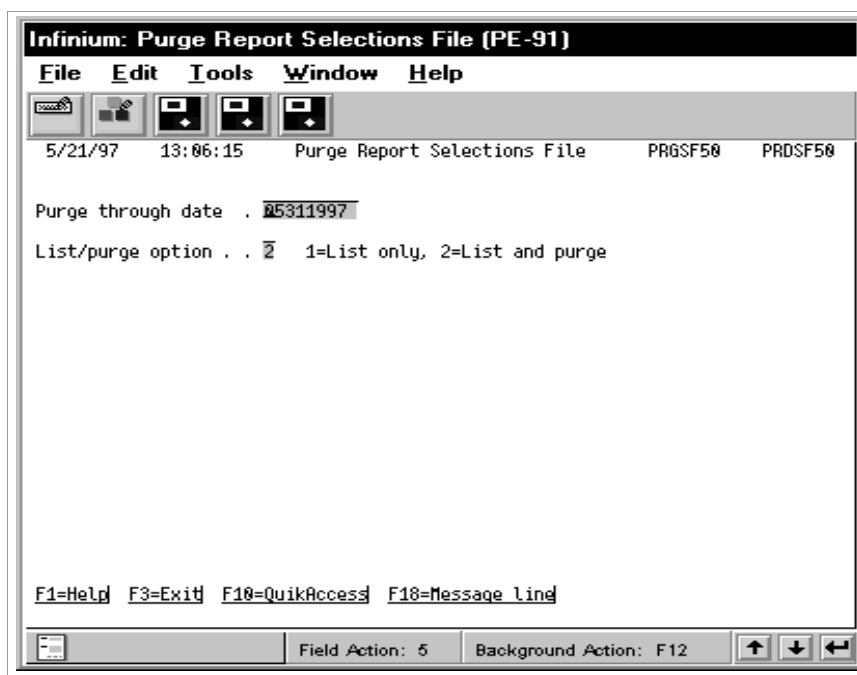 Infinium: Purge Report Selections File (PE-91)
File Edit Tools Window Help
5/21/97 13:06:15 Purge Report Selections File PRGSF50 PRDSF50
Purge through date . 05311997
List/purge option . . 2 1=List only, 2=List and purge
F1=Help F3=Exit F10=QuikAccess F18=Message line
Field Action: 5 Background Action: F12